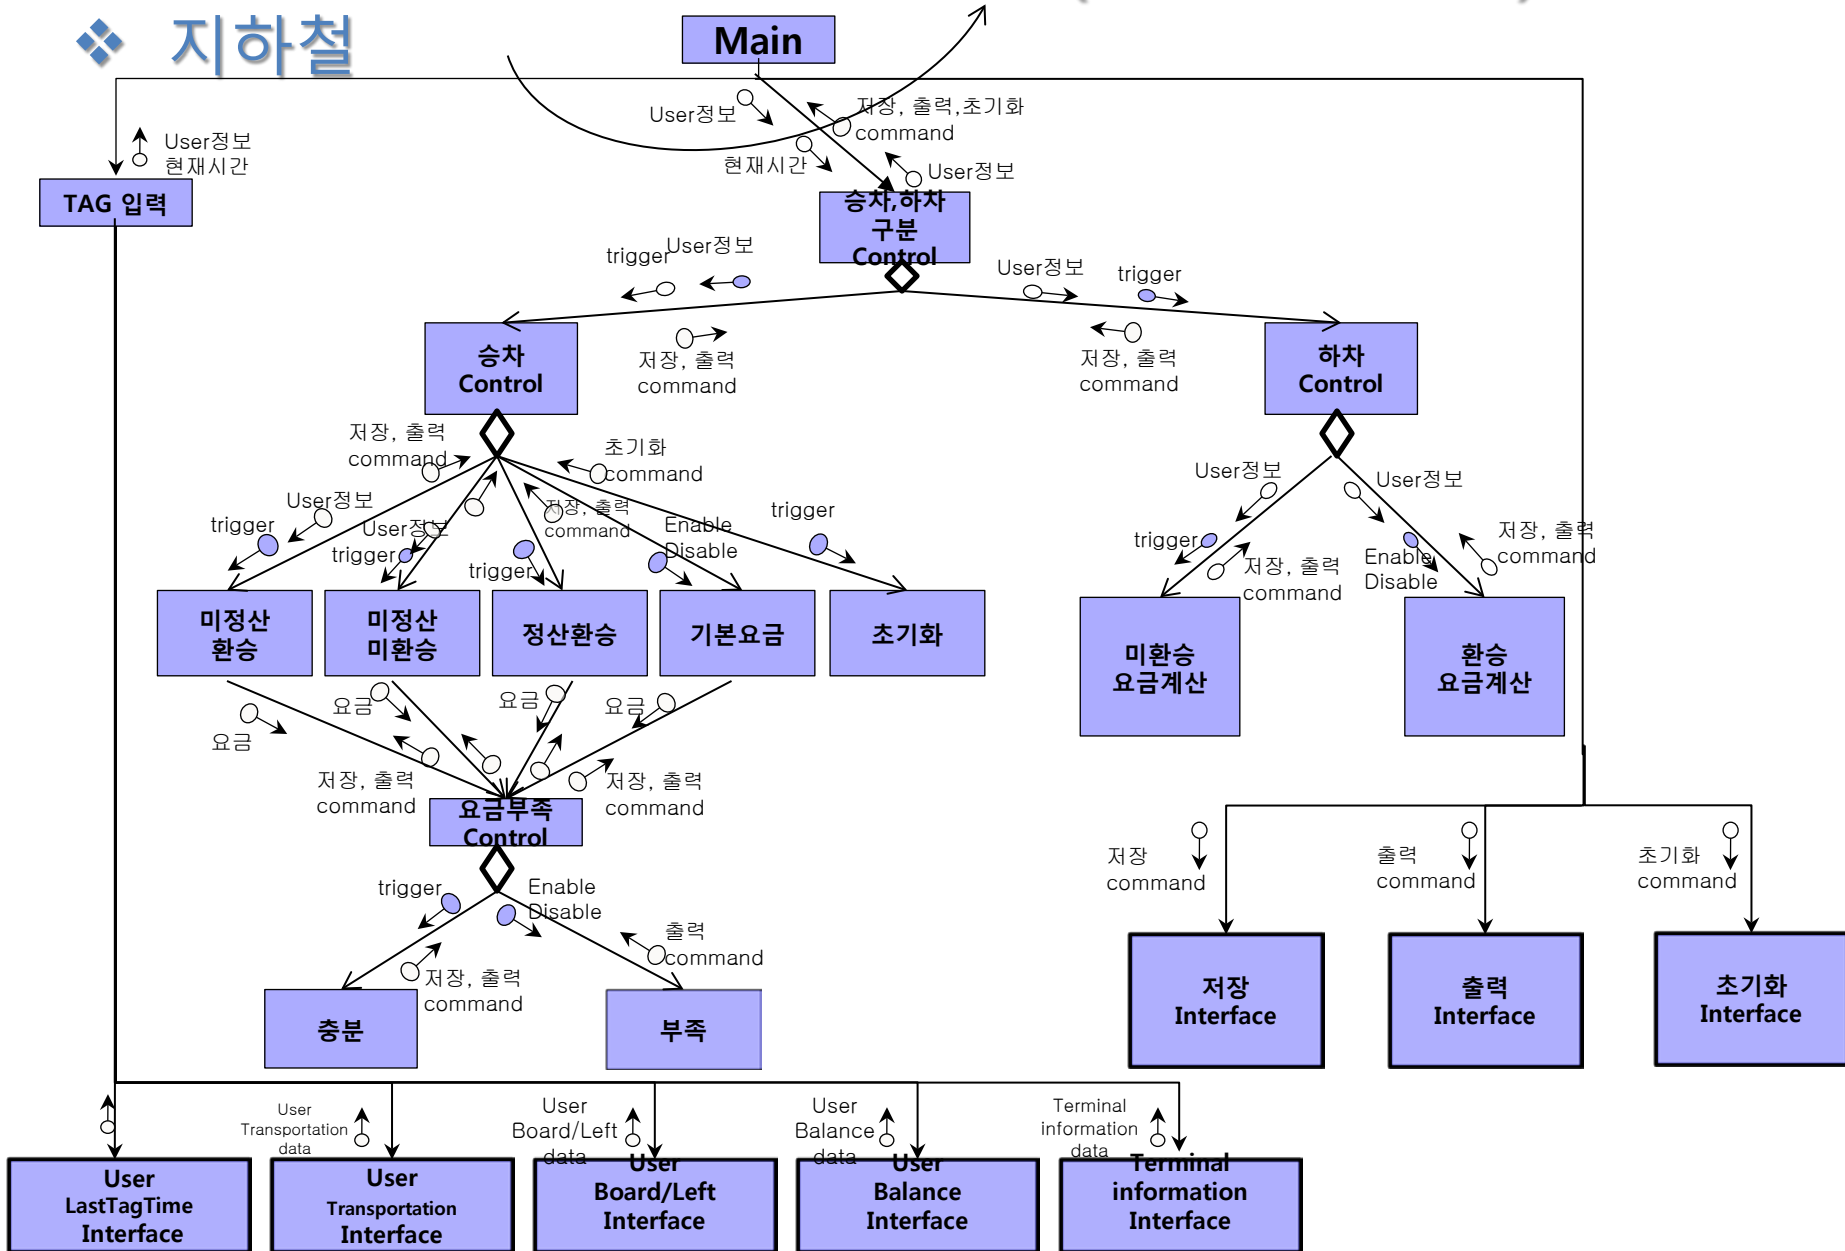 ❖ 지하철
Main
User정보
저장, 출력,초기화
command
현재시간
User정보
User정보
현재시간
TAG 입력
승차,하차
구분
Control
trigger
User정보
User정보
trigger
승차
Control
저장, 출력
command
저장, 출력
command
하차
Control
저장, 출력
command
초기화
command
User정보
trigger
User정보
trigger
trigger
저장, 출력
command
Enable
Disable
trigger
User정보
User정보
trigger
저장, 출력
command
Enable
Disable
저장, 출력
command
미정산
환승
미정산
미환승
정산환승
기본요금
초기화
미환승
요금계산
환승
요금계산
요금
요금
요금
요금
저장, 출력
command
저장, 출력
command
요금부족
Control
trigger
Enable
Disable
저장, 출력
command
출력
command
충분
부족
저장
command
출력
command
초기화
command
저장
Interface
출력
Interface
초기화
Interface
User
Transportation
data
User
Board/Left
data
User
Balance
data
Terminal
information
data
User
LastTagTime
Interface
User
Transportation
Interface
User
Board/Left
Interface
User
Balance
Interface
Terminal
information
Interface